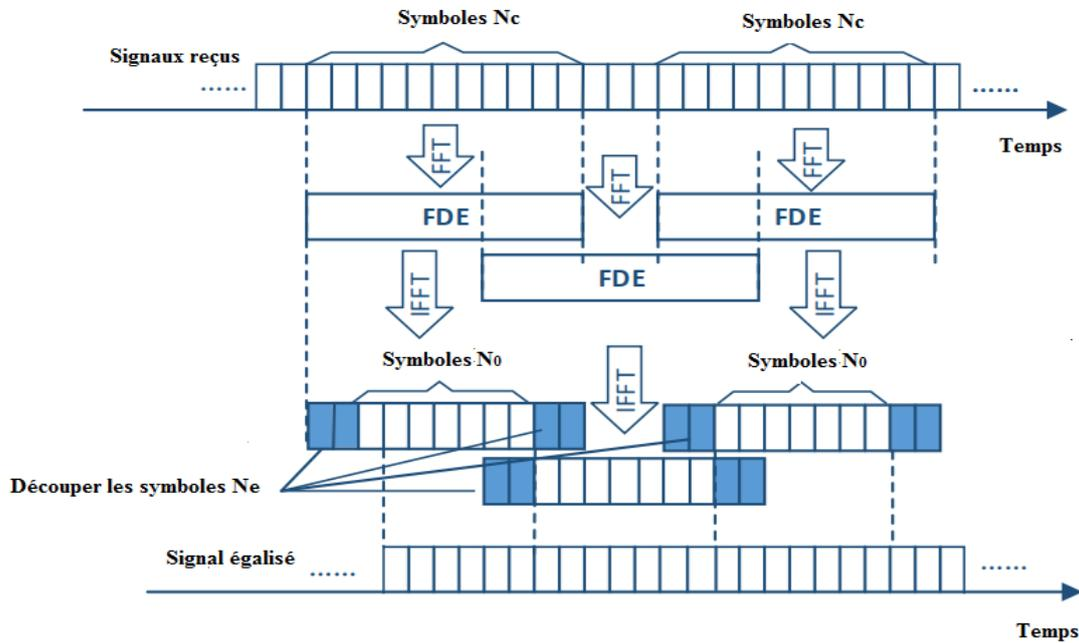 Symboles Nc
Symboles Nc
Signaux reçus
......
......
Temps
FFT
FFT
FFT
FDE
FDE
FDE
IFFT
IFFT
IFFT
Symboles N0
Symboles N0
Découper les symboles Ne
Signal égalisé
......
......
Temps